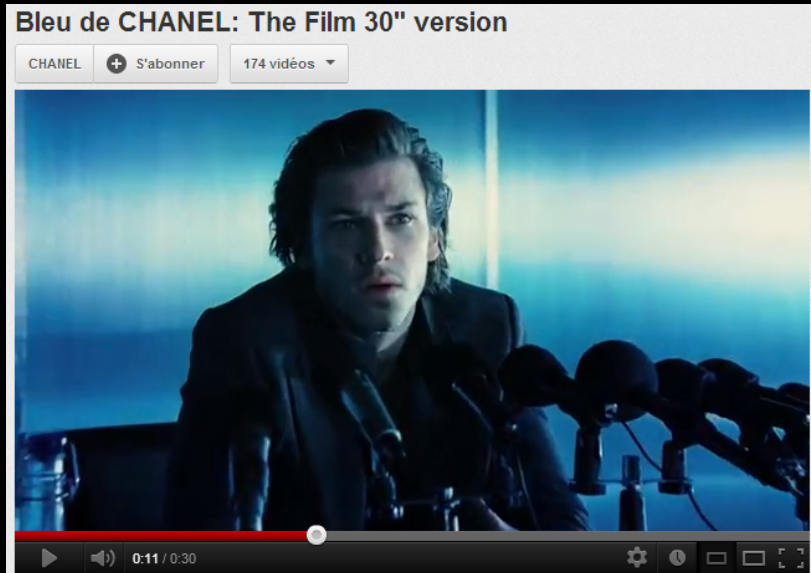 Bleu de CHANEL: The Film 30" version
CHANEL S'abonner 174 vidéos
0:11 / 0:30